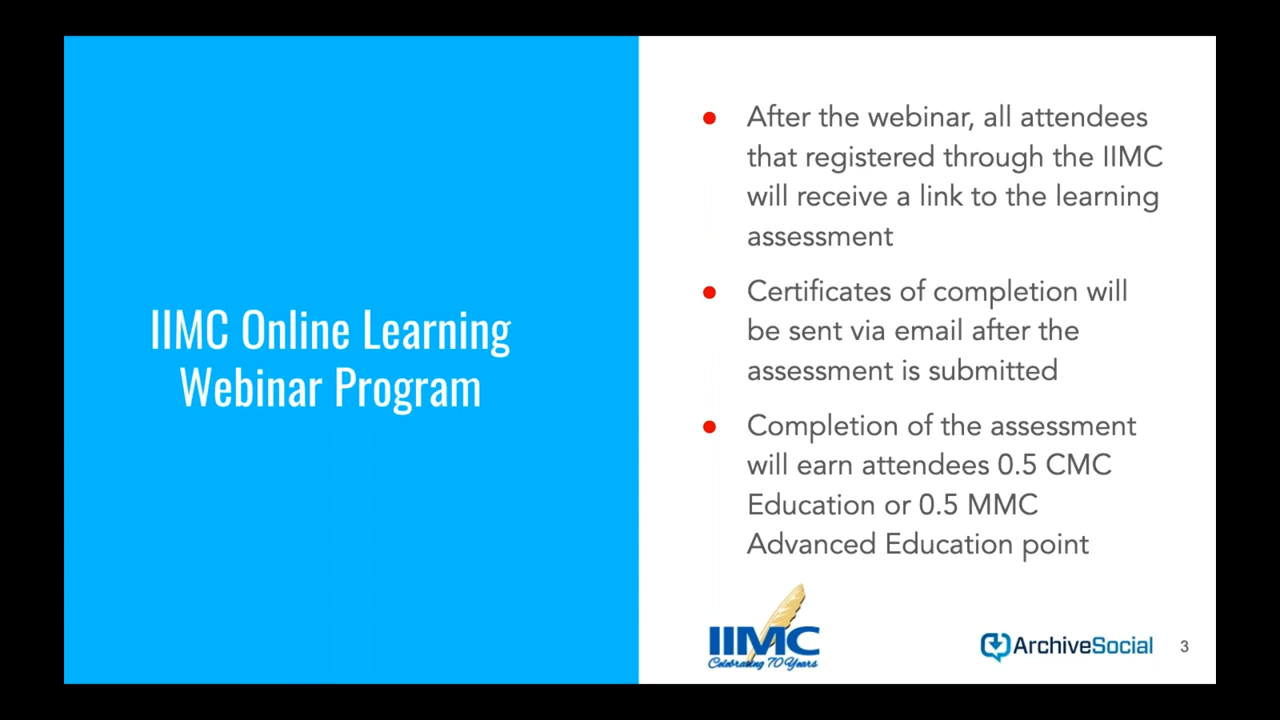 IIMC Online Learning
Webinar Program
● After the webinar, all attendees
that registered through the IIMC
will receive a link to the learning
assessment
● Certificates of completion will
be sent via email after the
assessment is submitted
● Completion of the assessment
will earn attendees 0.5 CMC
Education or 0.5 MMC
Advanced Education point
IIMC
Celebrating 70 Years
ArchiveSocial
3